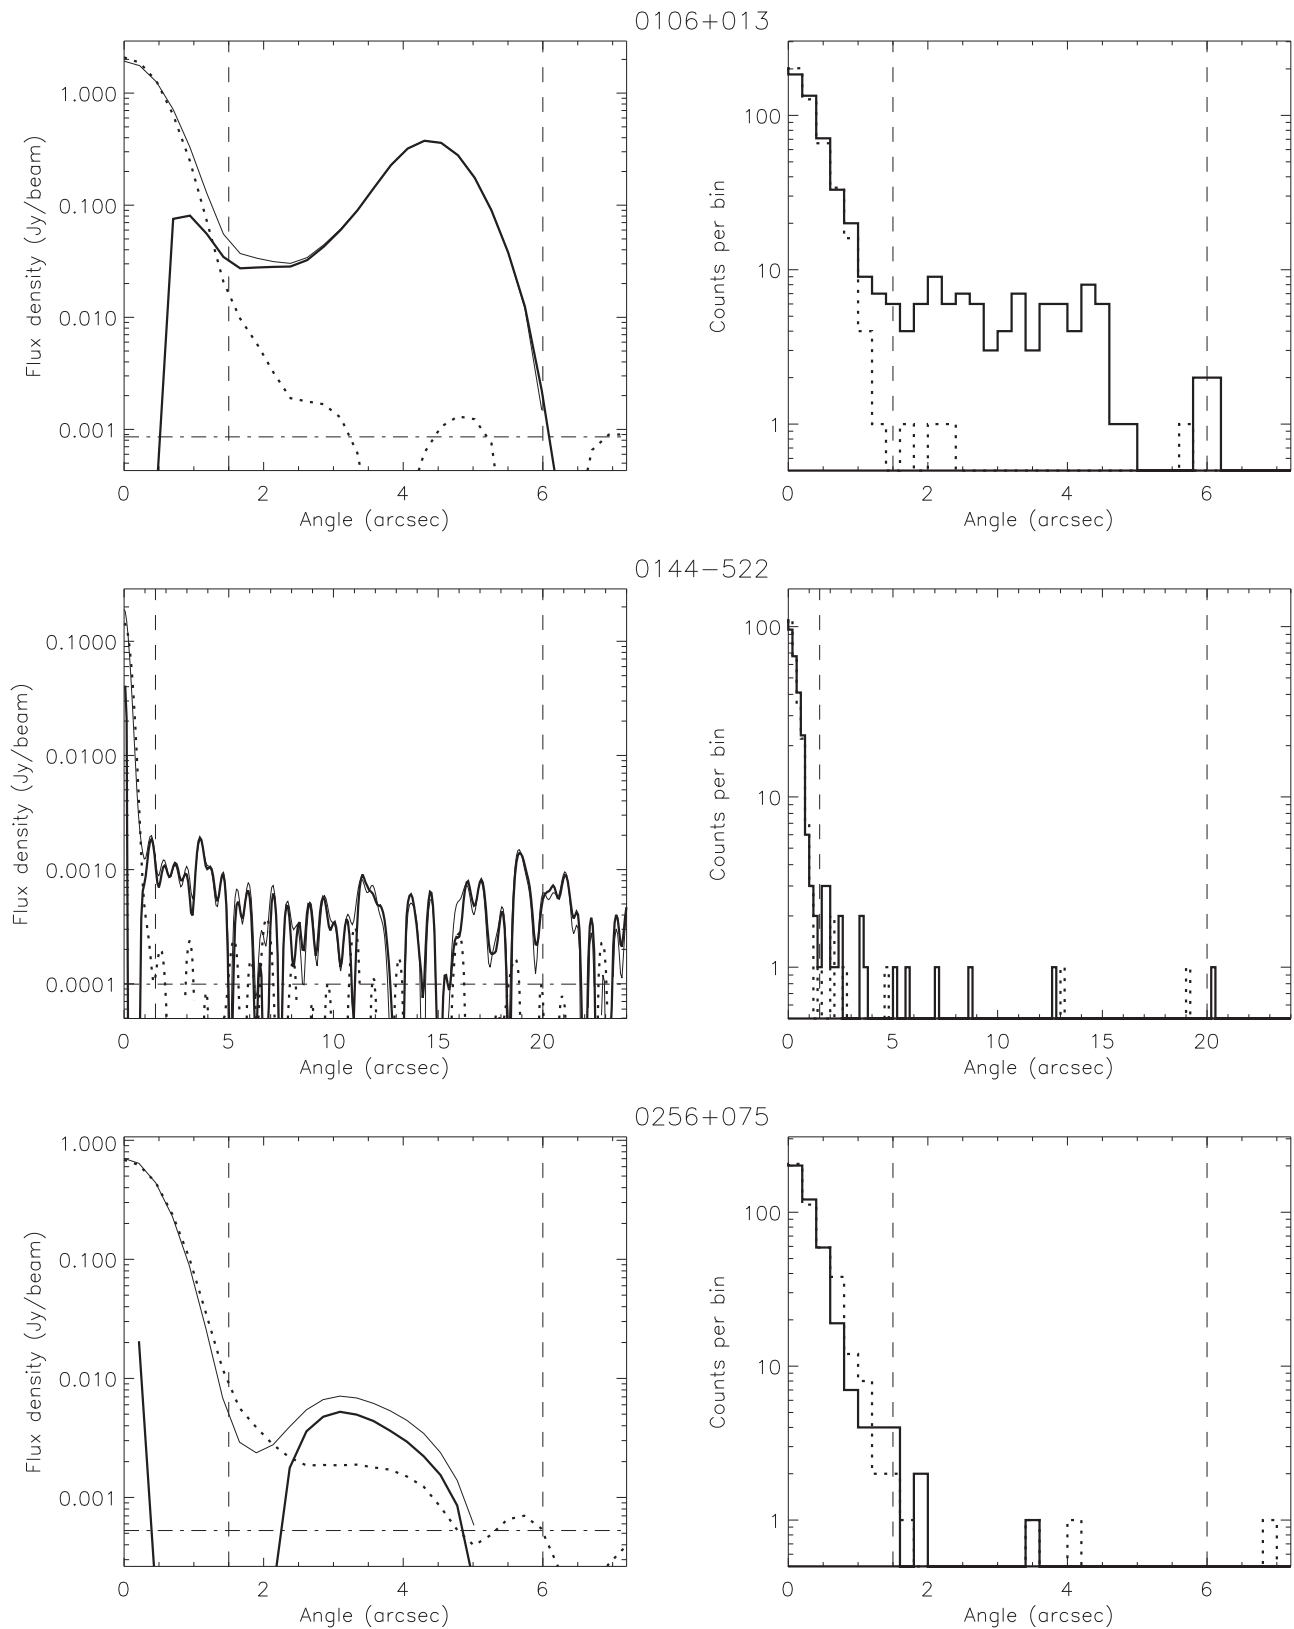 0106+013
1.000
0.100
0.010
0.001
Flux density (Jy/beam)
0 2 4 6
Angle (arcsec)
100
10
1
Counts per bin
0 2 4 6
Angle (arcsec)
0144−522
0.1000
0.0100
0.0010
0.0001
Flux density (Jy/beam)
0 5 10 15 20
Angle (arcsec)
100
10
1
Counts per bin
0 5 10 15 20
Angle (arcsec)
0256+075
1.000
0.100
0.010
0.001
Flux density (Jy/beam)
0 2 4 6
Angle (arcsec)
100
10
1
Counts per bin
0 2 4 6
Angle (arcsec)